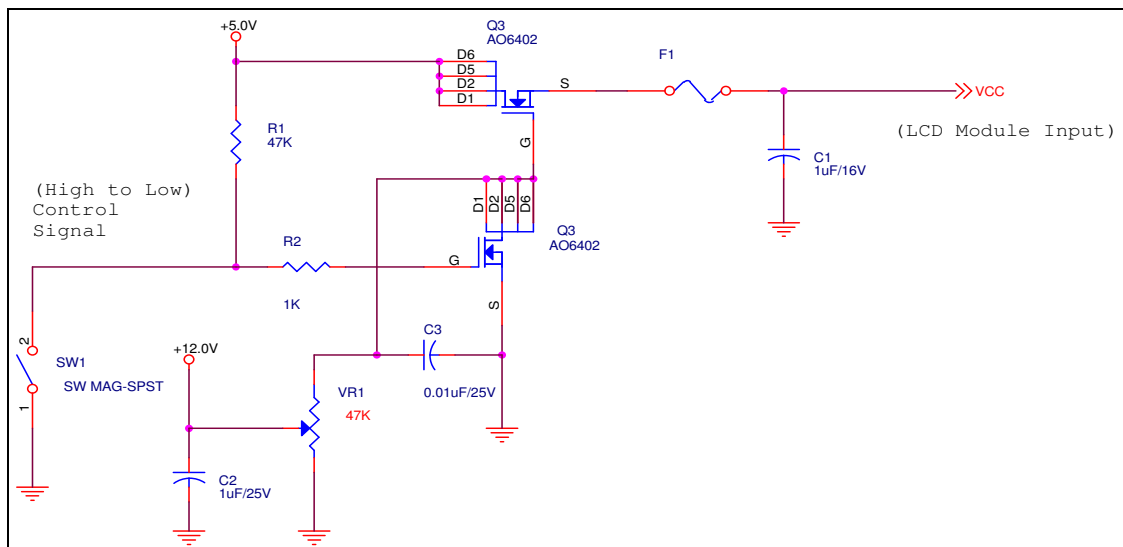 Q3
AO6402
+5.0V
D6
D5
D2
D1
S
G
F1
VCC
(LCD Module Input)
R1
47K
C1
1uF/16V
(High to Low)
Control
Signal
D1
D2
D5
D6
Q3
AO6402
R2
1K
G
S
2
SW1
SW MAG-SPST
1
+12.0V
C3
0.01uF/25V
VR1
47K
C2
1uF/25V